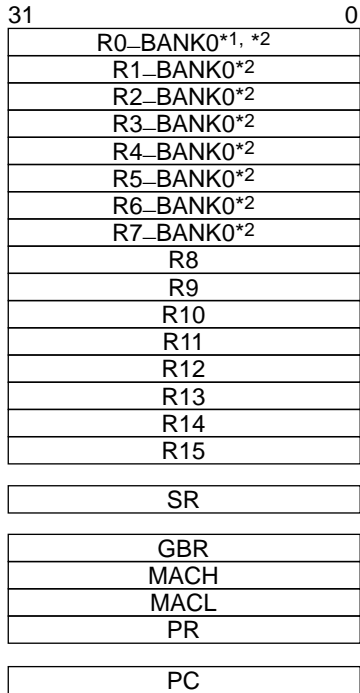 31 0
R0_BANK0*1, *2
R1_BANK0*2
R2_BANK0*2
R3_BANK0*2
R4_BANK0*2
R5_BANK0*2
R6_BANK0*2
R7_BANK0*2
R8
R9
R10
R11
R12
R13
R14
R15
SR
GBR
MACH
MACL
PR
PC